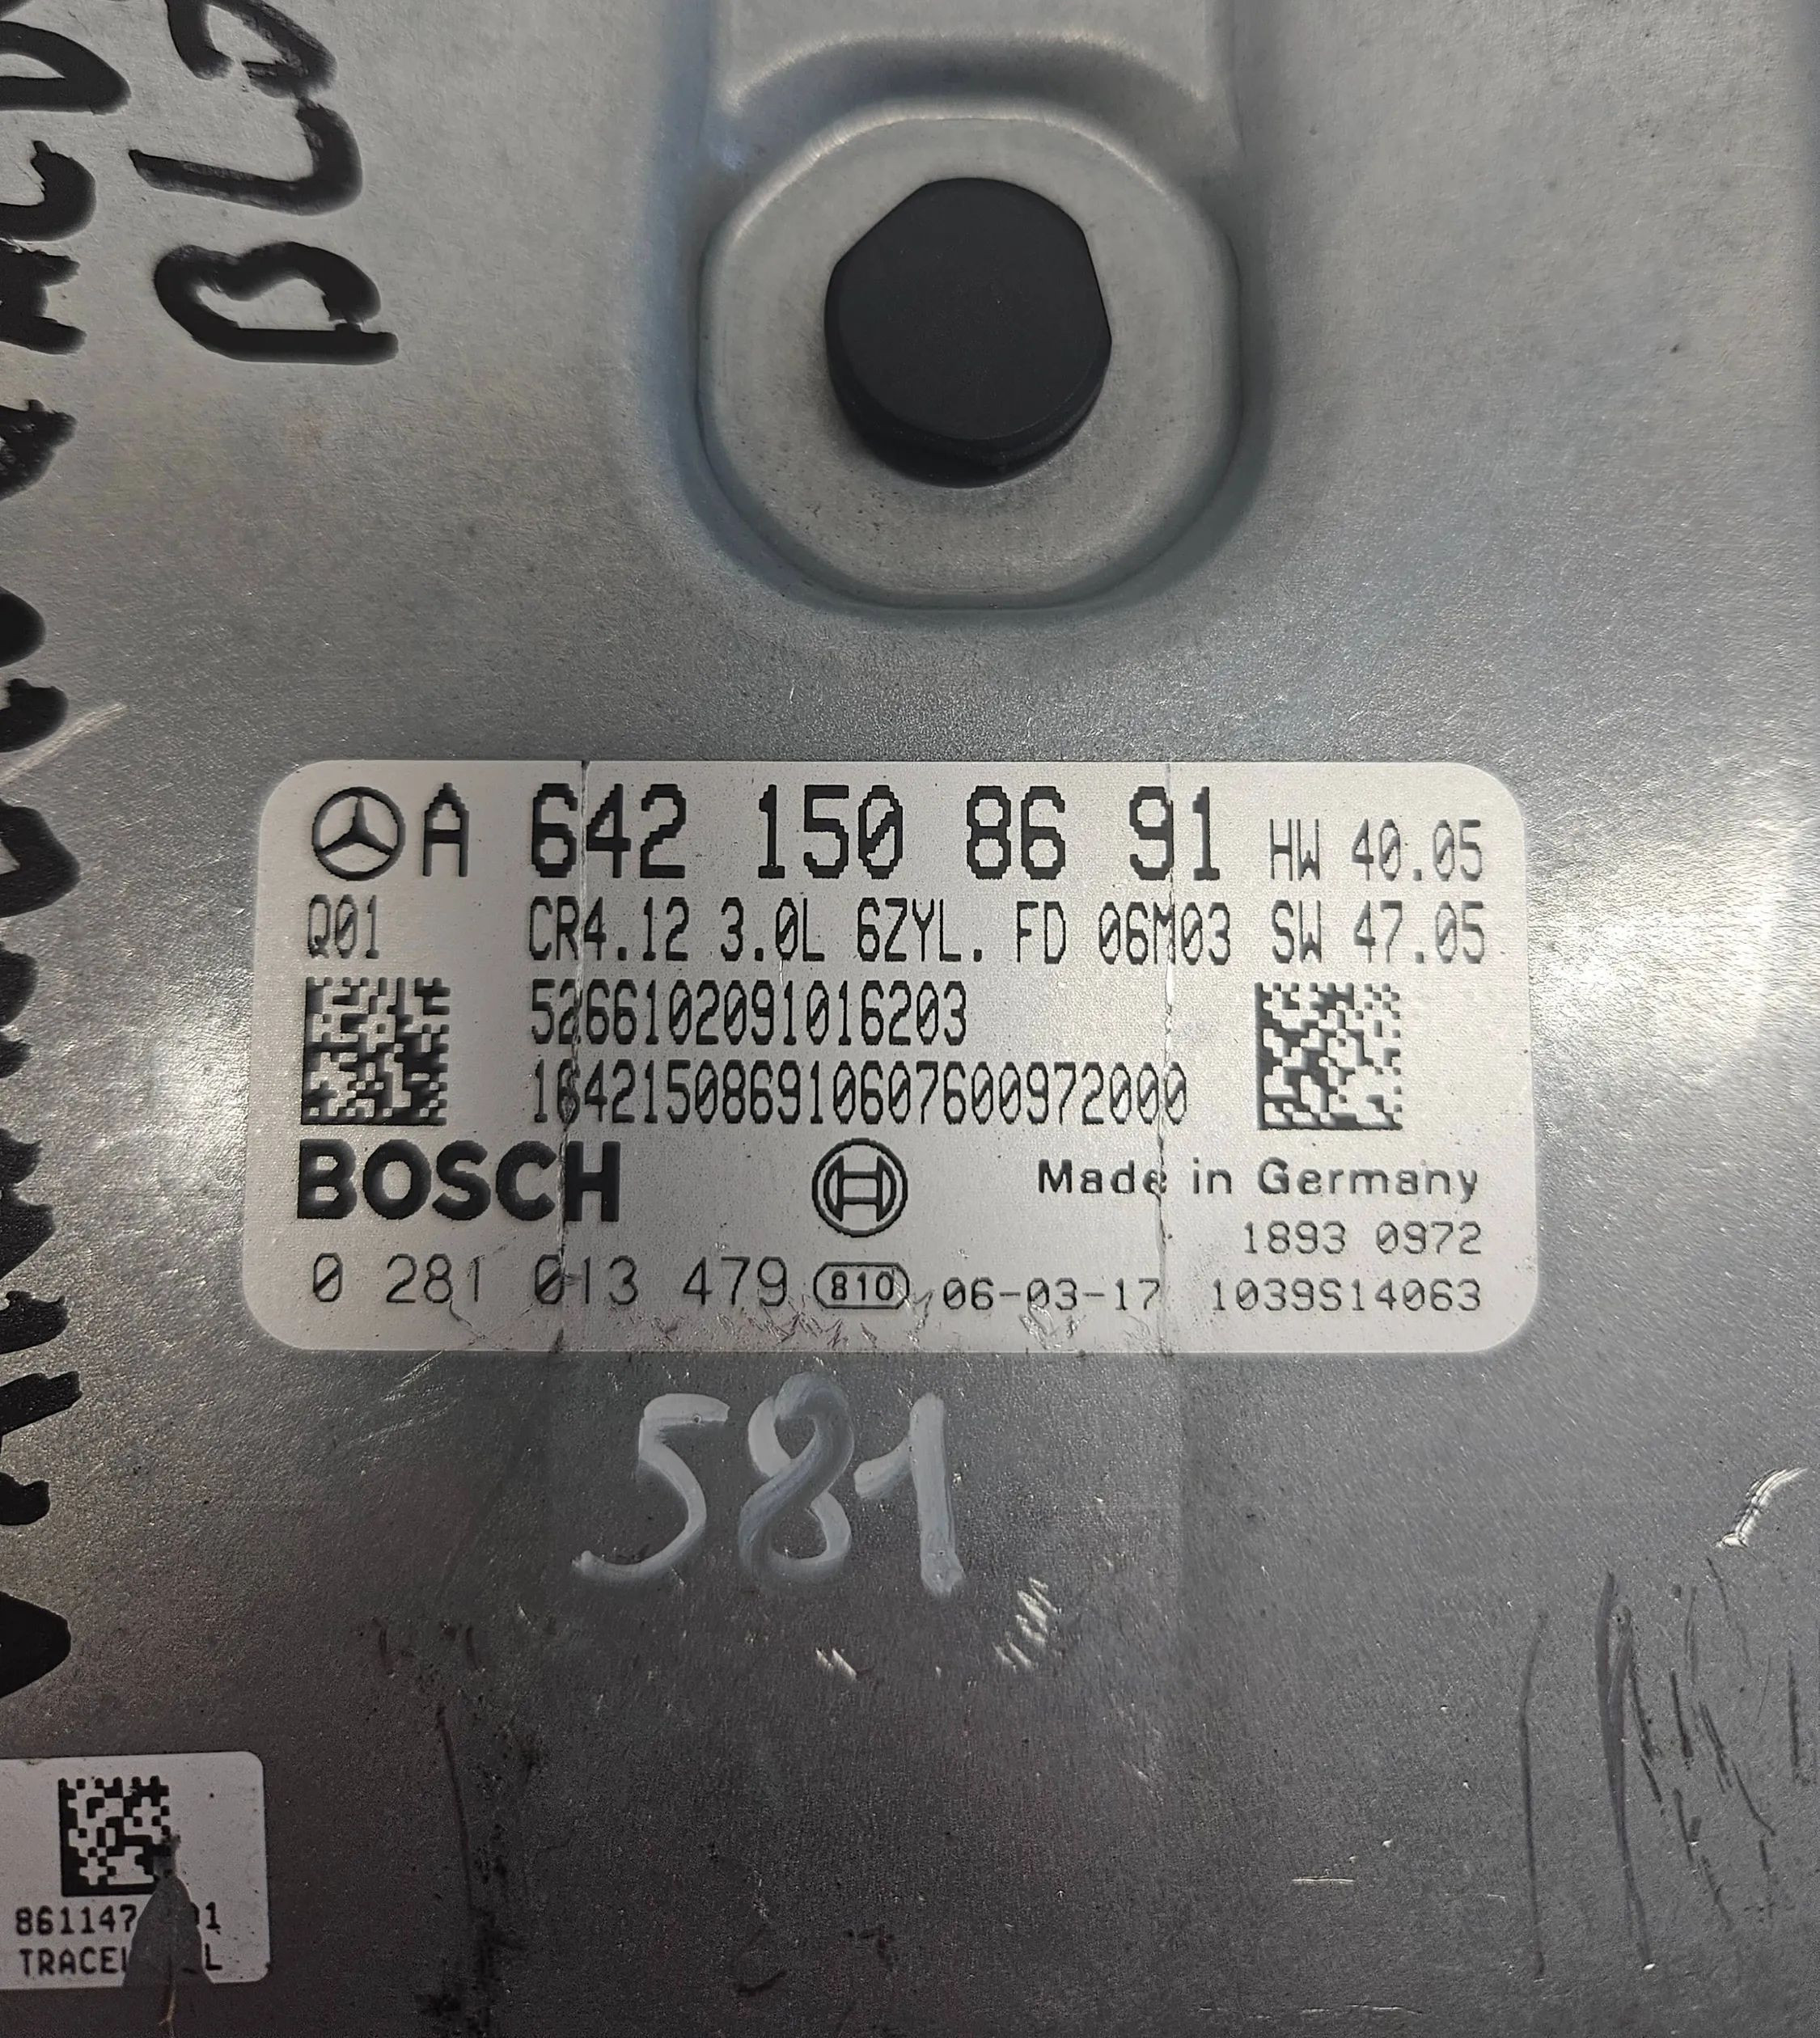 A 642 150 86 91 HW 40.05
Q01 CR4.12 3.0L 6ZYL. FD 06M03 SW 47.05
5266102091016203
164215086910607600972000
BOSCH
Made in Germany
1893 0972
0 281 013 479 810 06-03-17 1039S14063
581